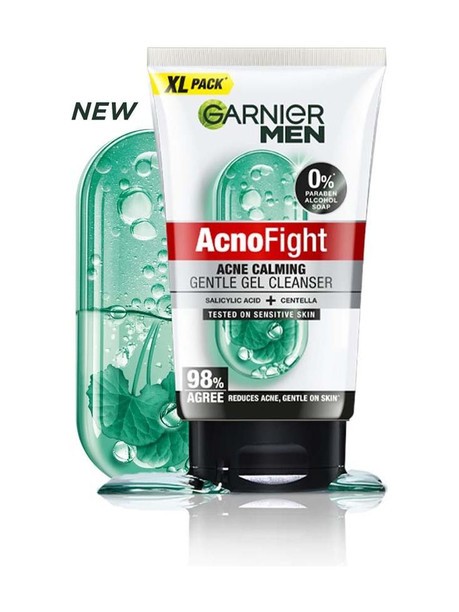 NEW
XL PACK*
GARNIER
MEN
0%
PARABEN
ALCOHOL
SOAP
AcnoFight
ACNE CALMING
GENTLE GEL CLEANSER
SALICYLIC ACID + CENTELLA
TESTED ON SENSITIVE SKIN
98%
AGREE REDUCES ACNE, GENTLE ON SKIN*